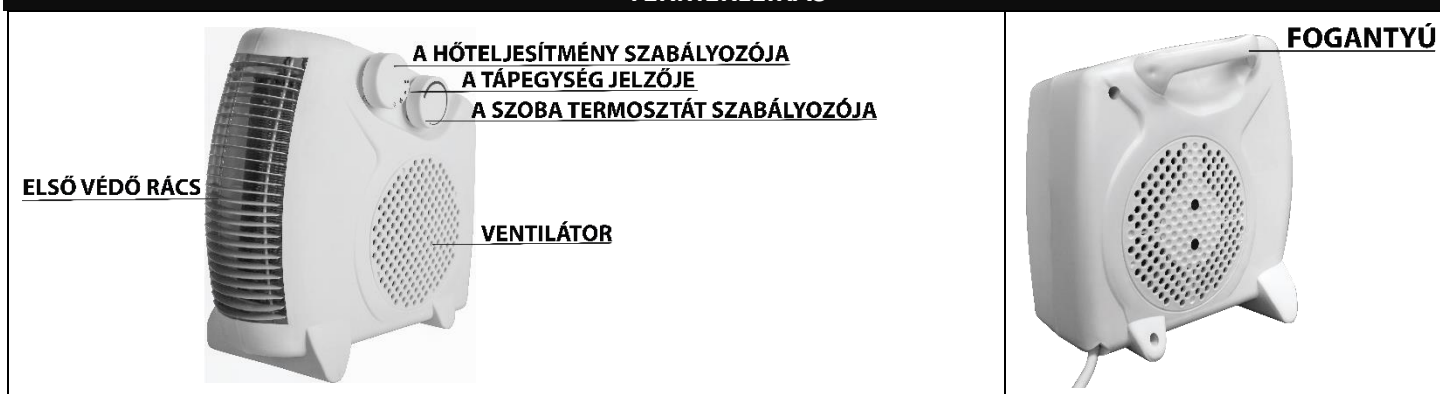 A HŐTELJESÍTMÉNY SZABÁLYOZÓJA
A TÁPEGYSÉG JELZŐJE
A SZOBA TERMOSZTÁT SZABÁLYOZÓJA
ELSŐ VÉDŐ RÁCS
VENTILÁTOR
FOGANTYÚ